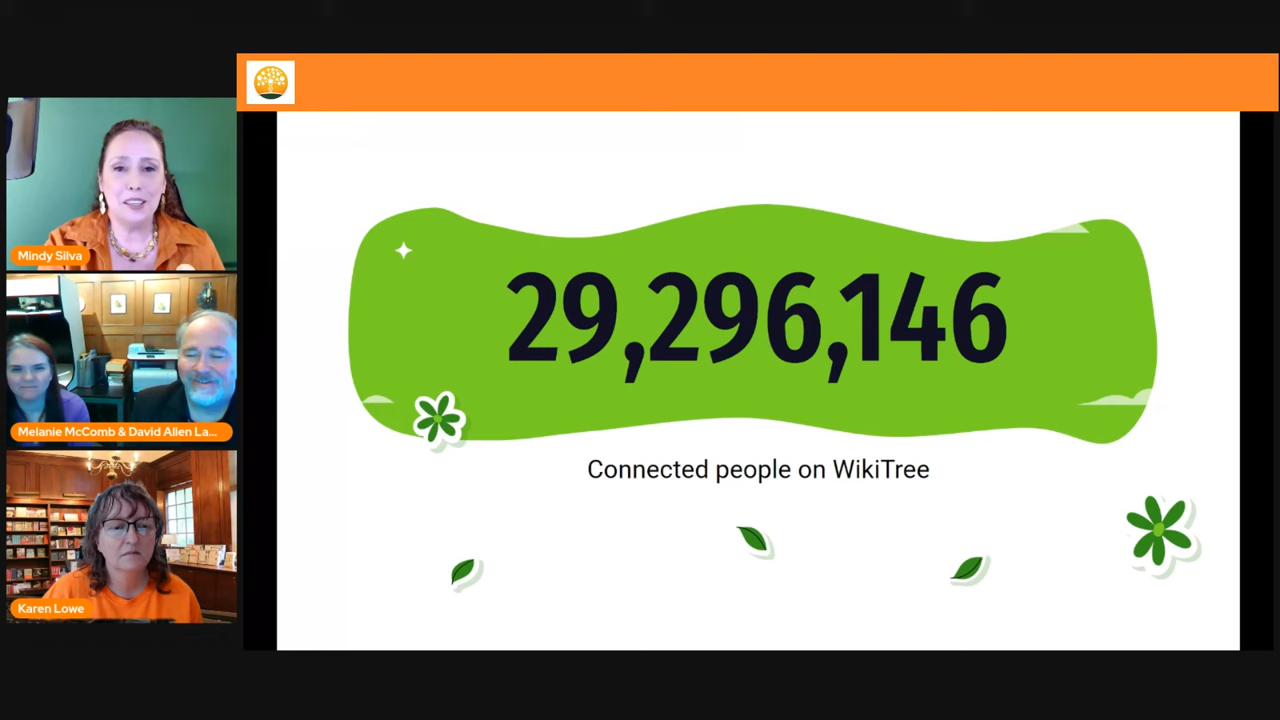 Mindy Silva
Melanie McComb & David Allen La...
Karen Lowe
29,296,146
Connected people on WikiTree